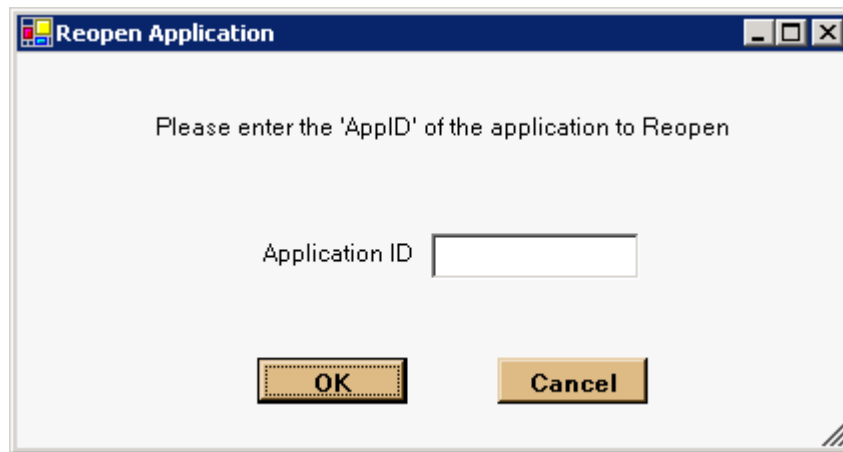 Reopen Application
Please enter the 'AppID' of the application to Reopen
Application ID
OK
Cancel